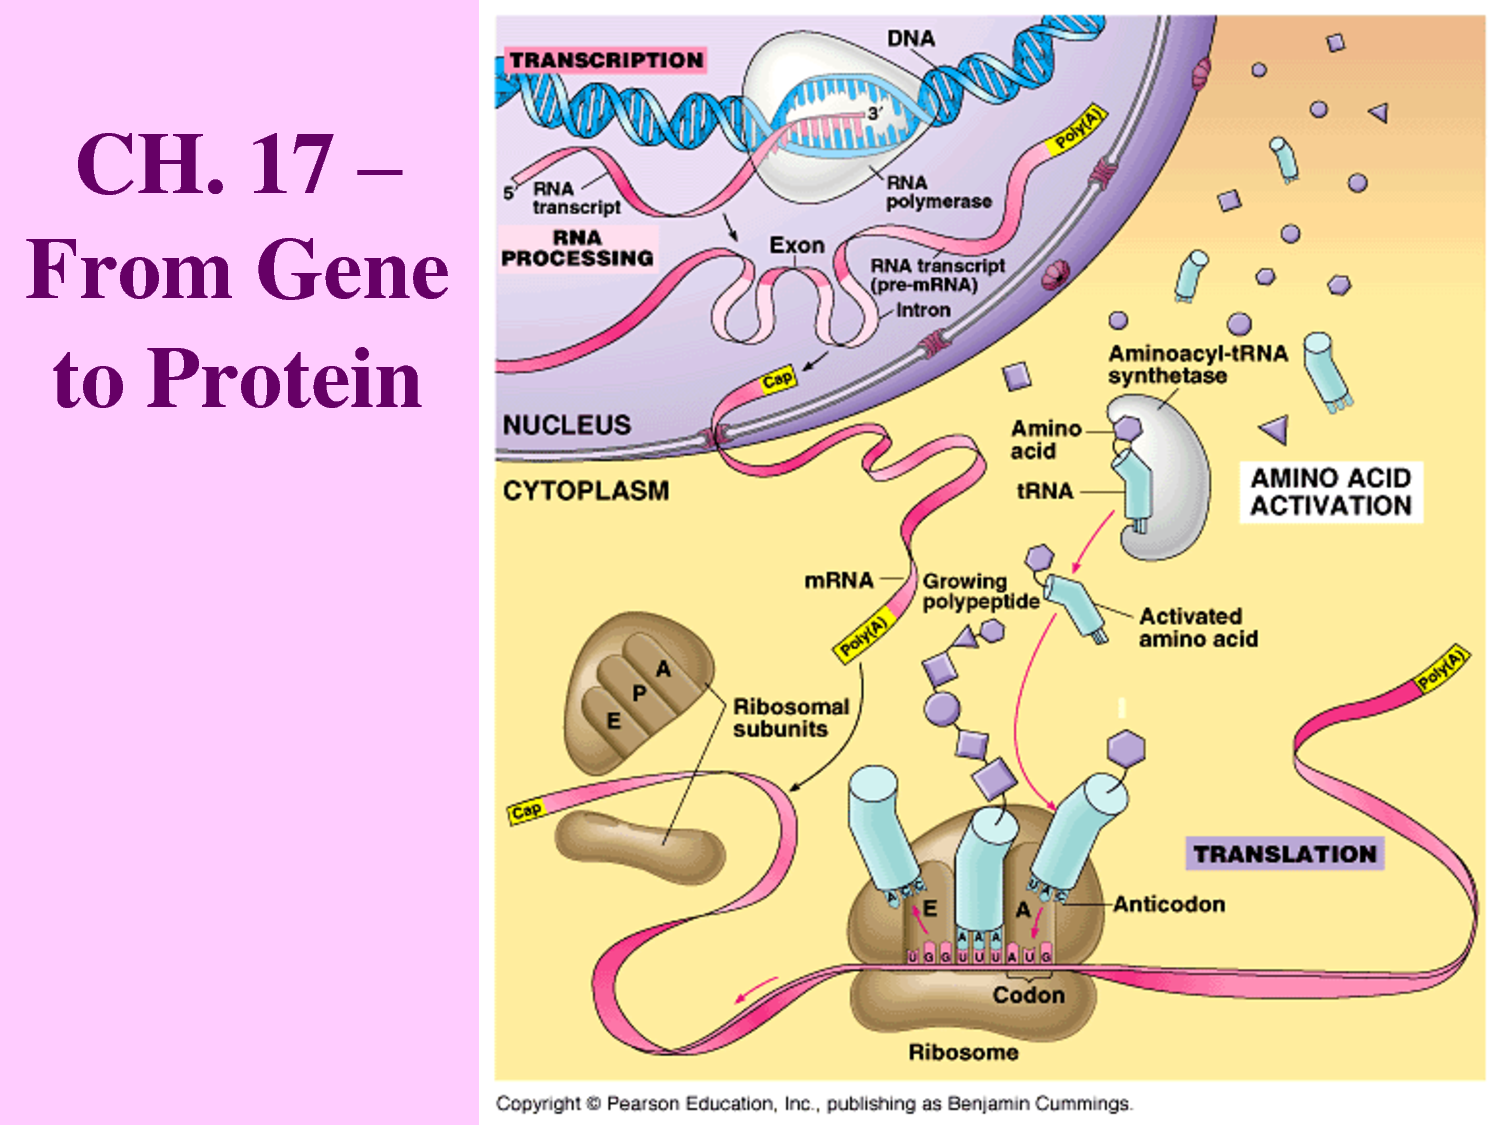 CH. 17 –
From Gene
to Protein
TRANSCRIPTION
DNA
3′
5′
RNA
transcript
RNA
polymerase
Poly(A)
RNA
PROCESSING
Exon
RNA transcript
(pre-mRNA)
Intron
Cap
NUCLEUS
CYTOPLASM
Aminoacyl-tRNA
synthetase
Amino
acid
tRNA
AMINO ACID
ACTIVATION
mRNA
Growing
polypeptide
Poly(A)
Activated
amino acid
Ribosomal
subunits
A
P
E
Poly(A)
Cap
TRANSLATION
A C C
U A C
E
A
Anticodon
A A A
U G G U U U A U G
Codon
Ribosome
Copyright © Pearson Education, Inc., publishing as Benjamin Cummings.